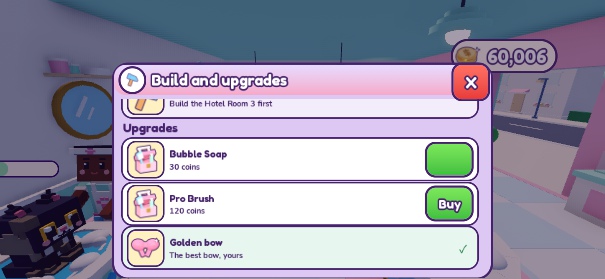 60,006
Build and upgrades
Build the Hotel Room 3 first
Upgrades
Bubble Soap
30 coins
Pro Brush
120 coins
Buy
Golden bow
The best bow, yours